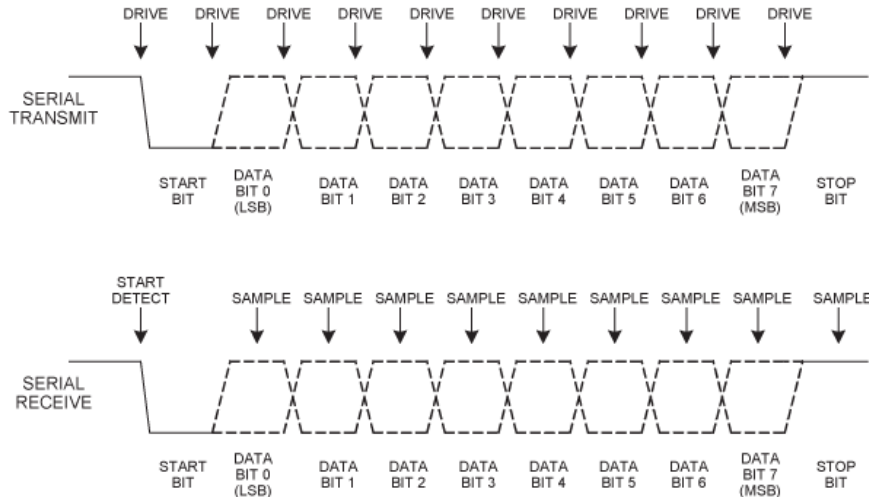 DRIVE DRIVE DRIVE DRIVE DRIVE DRIVE DRIVE DRIVE DRIVE DRIVE
SERIAL
TRANSMIT
START
BIT
DATA
BIT 0
(LSB)
DATA
BIT 1
DATA
BIT 2
DATA
BIT 3
DATA
BIT 4
DATA
BIT 5
DATA
BIT 6
DATA
BIT 7
(MSB)
STOP
BIT
START
DETECT
SAMPLE SAMPLE SAMPLE SAMPLE SAMPLE SAMPLE SAMPLE SAMPLE SAMPLE
SERIAL
RECEIVE
START
BIT
DATA
BIT 0
(LSB)
DATA
BIT 1
DATA
BIT 2
DATA
BIT 3
DATA
BIT 4
DATA
BIT 5
DATA
BIT 6
DATA
BIT 7
(MSB)
STOP
BIT